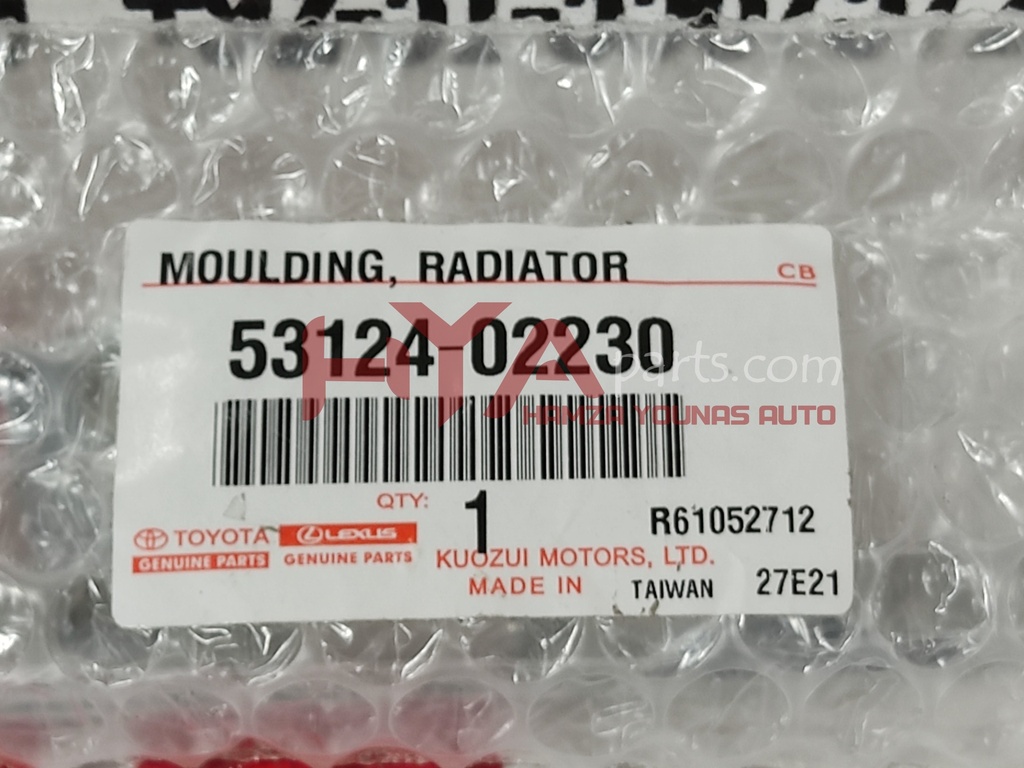 MOULDING, RADIATOR
CB
53124-02230
HYAparts.com
HAMZA YOUNAS AUTO
QTY: 1
R61052712
TOYOTA LEXUS
GENUINE PARTS GENUINE PARTS
KUOZUI MOTORS, LTD.
MADE IN TAIWAN 27E21